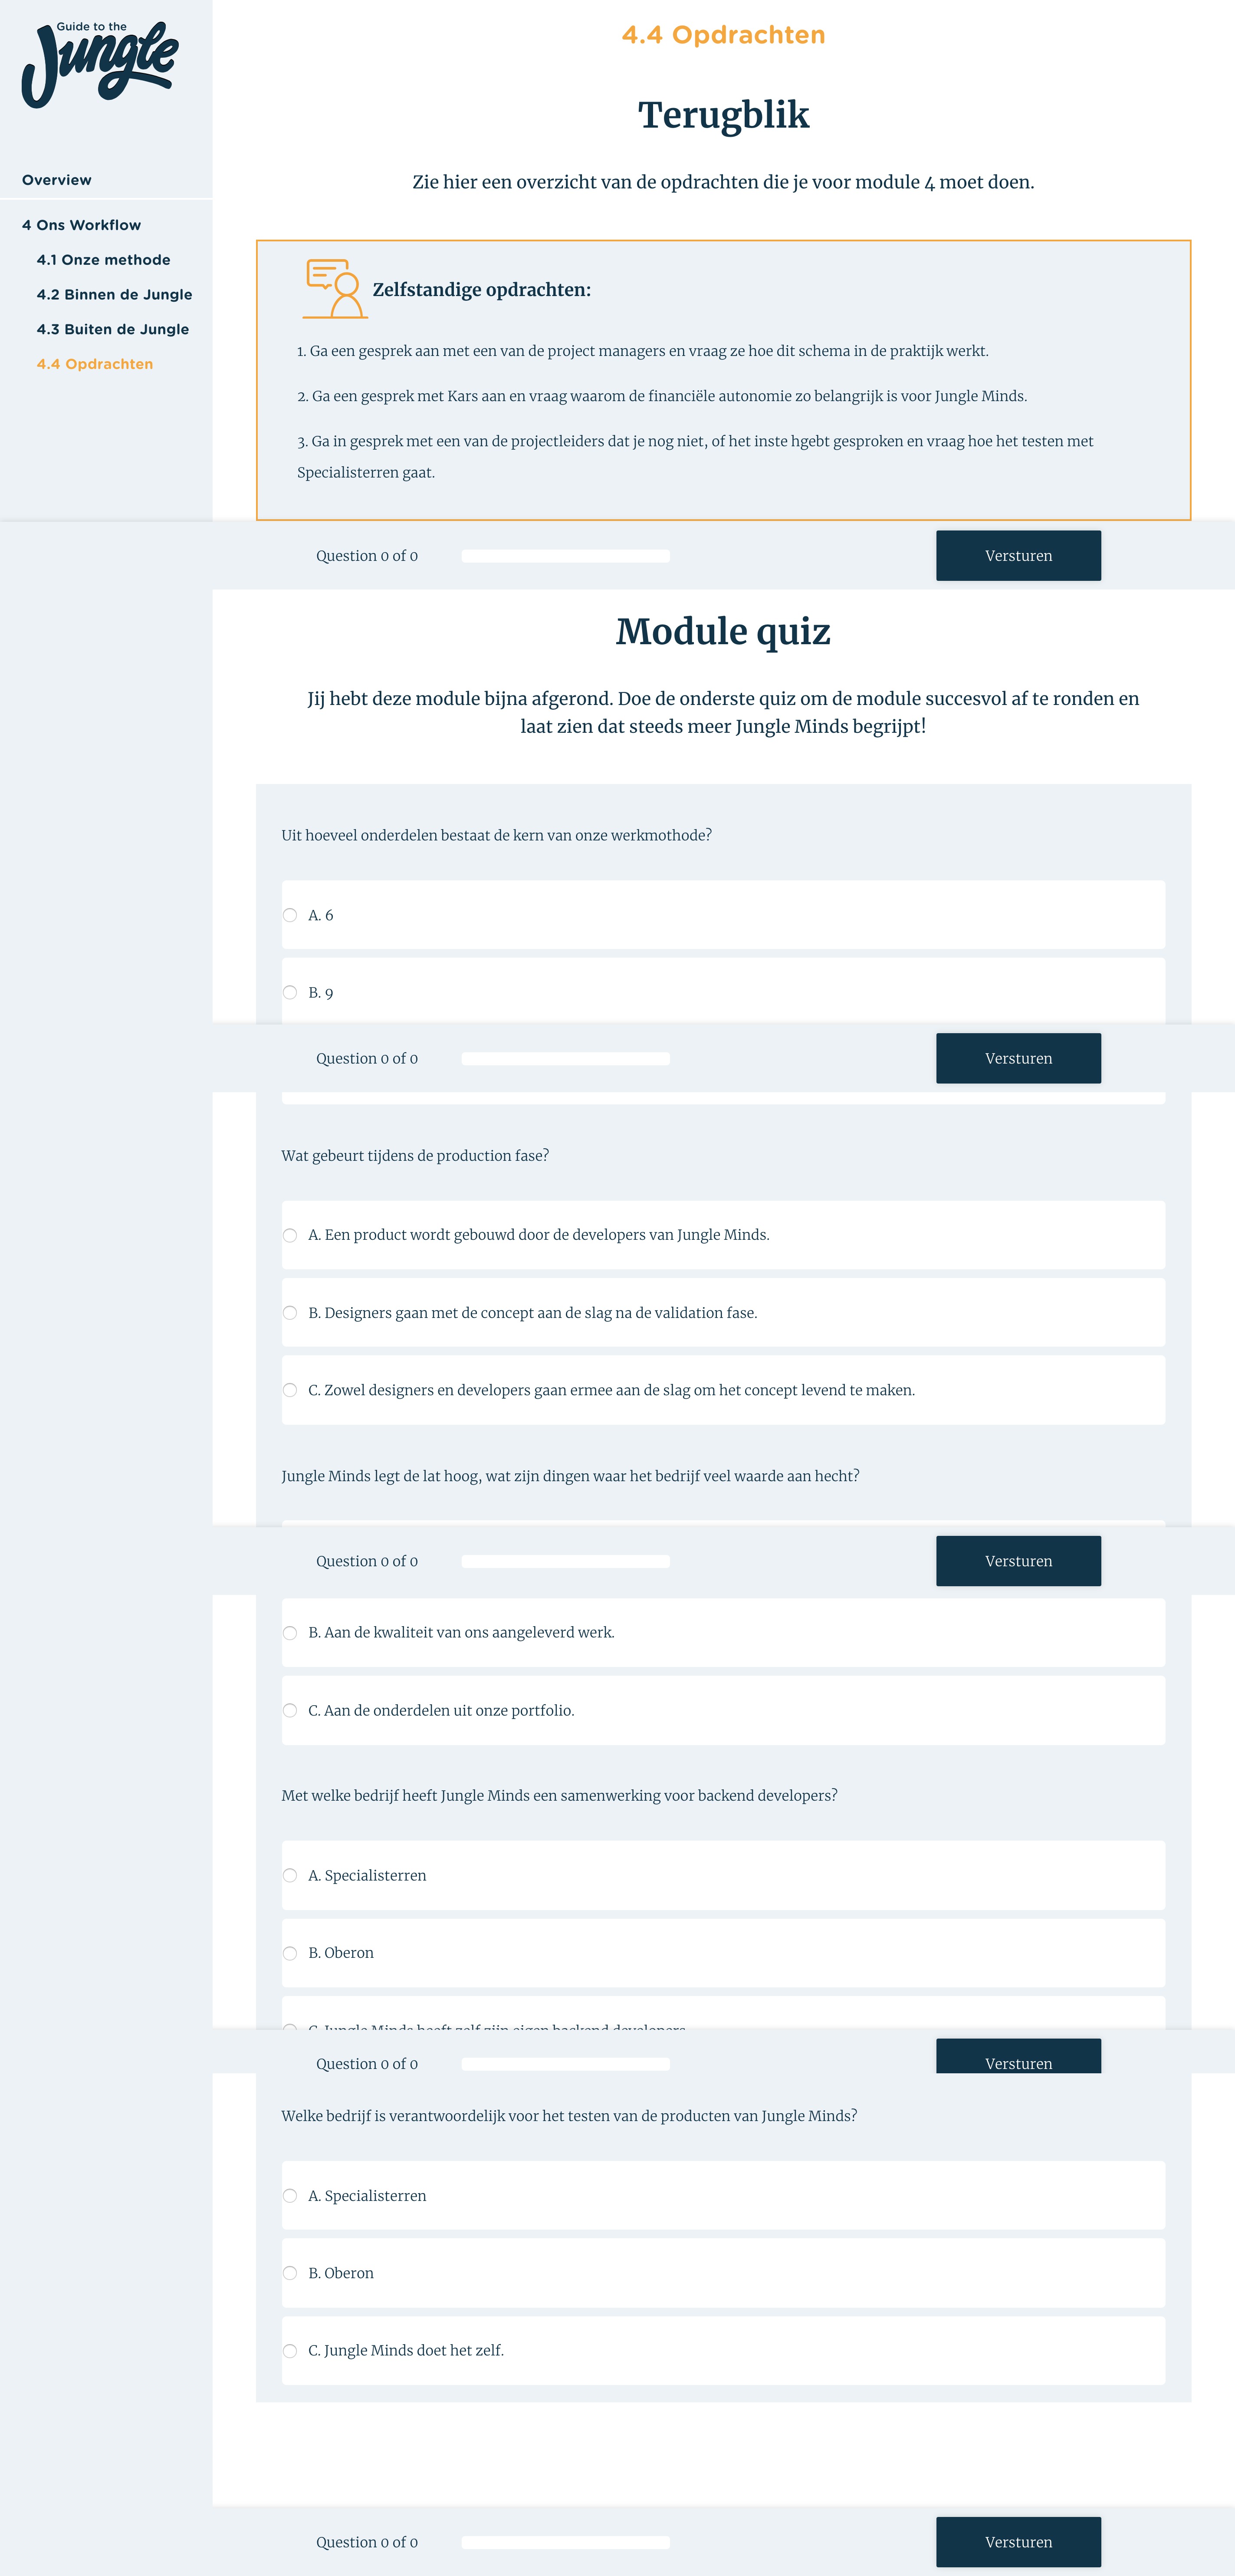 Guide to the
Jungle
Overview
4 Ons Workflow
4.1 Onze methode
4.2 Binnen de Jungle
4.3 Buiten de Jungle
4.4 Opdrachten
4.4 Opdrachten
Terugblik
Zie hier een overzicht van de opdrachten die je voor module 4 moet doen.
Zelfstandige opdrachten:
1. Ga een gesprek aan met een van de project managers en vraag ze hoe dit schema in de praktijk werkt.
2. Ga een gesprek met Kars aan en vraag waarom de financiële autonomie zo belangrijk is voor Jungle Minds.
3. Ga in gesprek met een van de projectleiders dat je nog niet, of het inste hgebt gesproken en vraag hoe het testen met
Specialisterren gaat.
Question 0 of 0
Versturen
Module quiz
Jij hebt deze module bijna afgerond. Doe de onderste quiz om de module succesvol af te ronden en
laat zien dat steeds meer Jungle Minds begrijpt!
Uit hoeveel onderdelen bestaat de kern van onze werkmothode?
A. 6
B. 9
Question 0 of 0
Versturen
Wat gebeurt tijdens de production fase?
A. Een product wordt gebouwd door de developers van Jungle Minds.
B. Designers gaan met de concept aan de slag na de validation fase.
C. Zowel designers en developers gaan ermee aan de slag om het concept levend te maken.
Jungle Minds legt de lat hoog, wat zijn dingen waar het bedrijf veel waarde aan hecht?
Question 0 of 0
Versturen
B. Aan de kwaliteit van ons aangeleverd werk.
C. Aan de onderdelen uit onze portfolio.
Met welke bedrijf heeft Jungle Minds een samenwerking voor backend developers?
A. Specialisterren
B. Oberon
C. Jungle Minds heeft zelf zijn eigen backend developers
Question 0 of 0
Versturen
Welke bedrijf is verantwoordelijk voor het testen van de producten van Jungle Minds?
A. Specialisterren
B. Oberon
C. Jungle Minds doet het zelf.
Question 0 of 0
Versturen